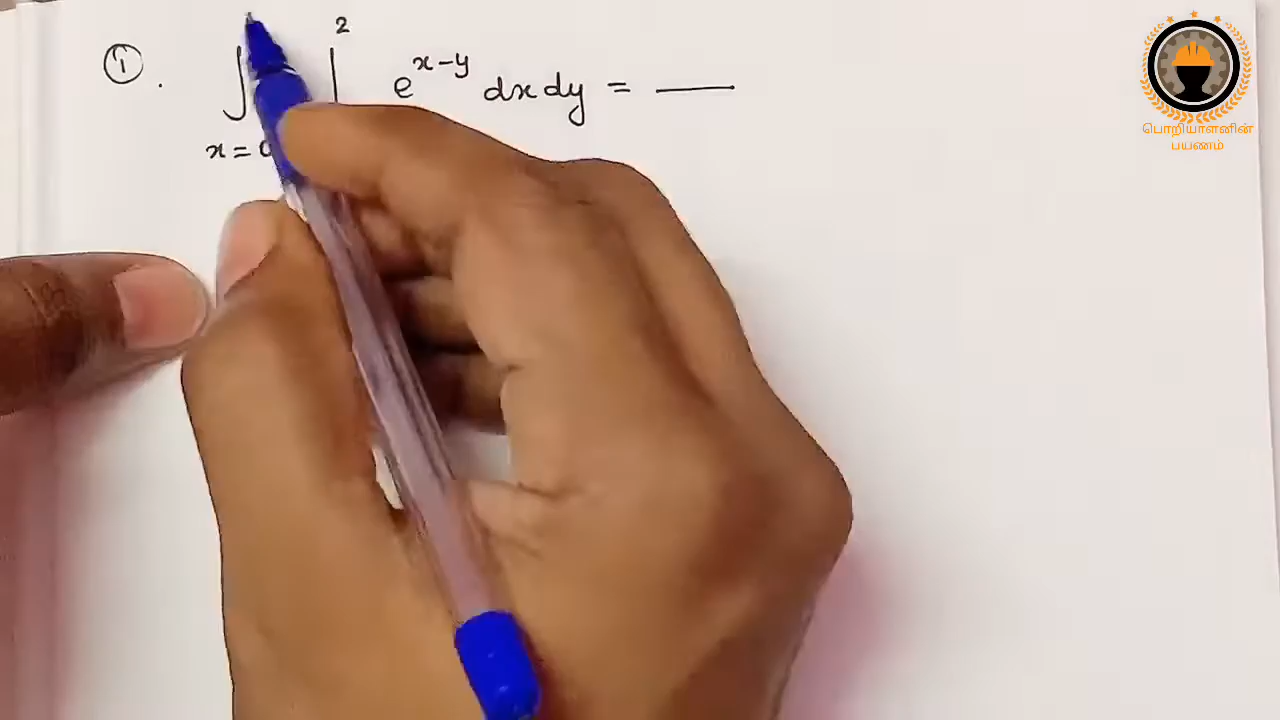 ① . ∫ ∫ 2 e^{x-y} dx dy = ___
x = 0
பொறியாளனின்
பயணம்